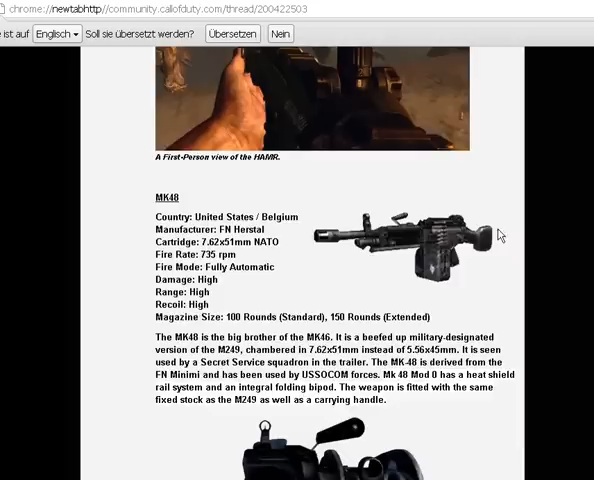 chrome://newtabhttp//community.callofduty.com/thread/200422503
e ist auf Englisch Soll sie übersetzt werden? Übersetzen Nein
A First-Person view of the HAMR.
MK48
Country: United States / Belgium
Manufacturer: FN Herstal
Cartridge: 7.62x51mm NATO
Fire Rate: 735 rpm
Fire Mode: Fully Automatic
Damage: High
Range: High
Recoil: High
Magazine Size: 100 Rounds (Standard), 150 Rounds (Extended)
The MK48 is the big brother of the MK46. It is a beefed up military-designated
version of the M249, chambered in 7.62x51mm instead of 5.56x45mm. It is seen
used by a Secret Service squadron in the trailer. The MK-48 is derived from the
FN Minimi and has been used by USSOCOM forces. Mk 48 Mod 0 has a heat shield
rail system and an integral folding bipod. The weapon is fitted with the same
fixed stock as the M249 as well as a carrying handle.